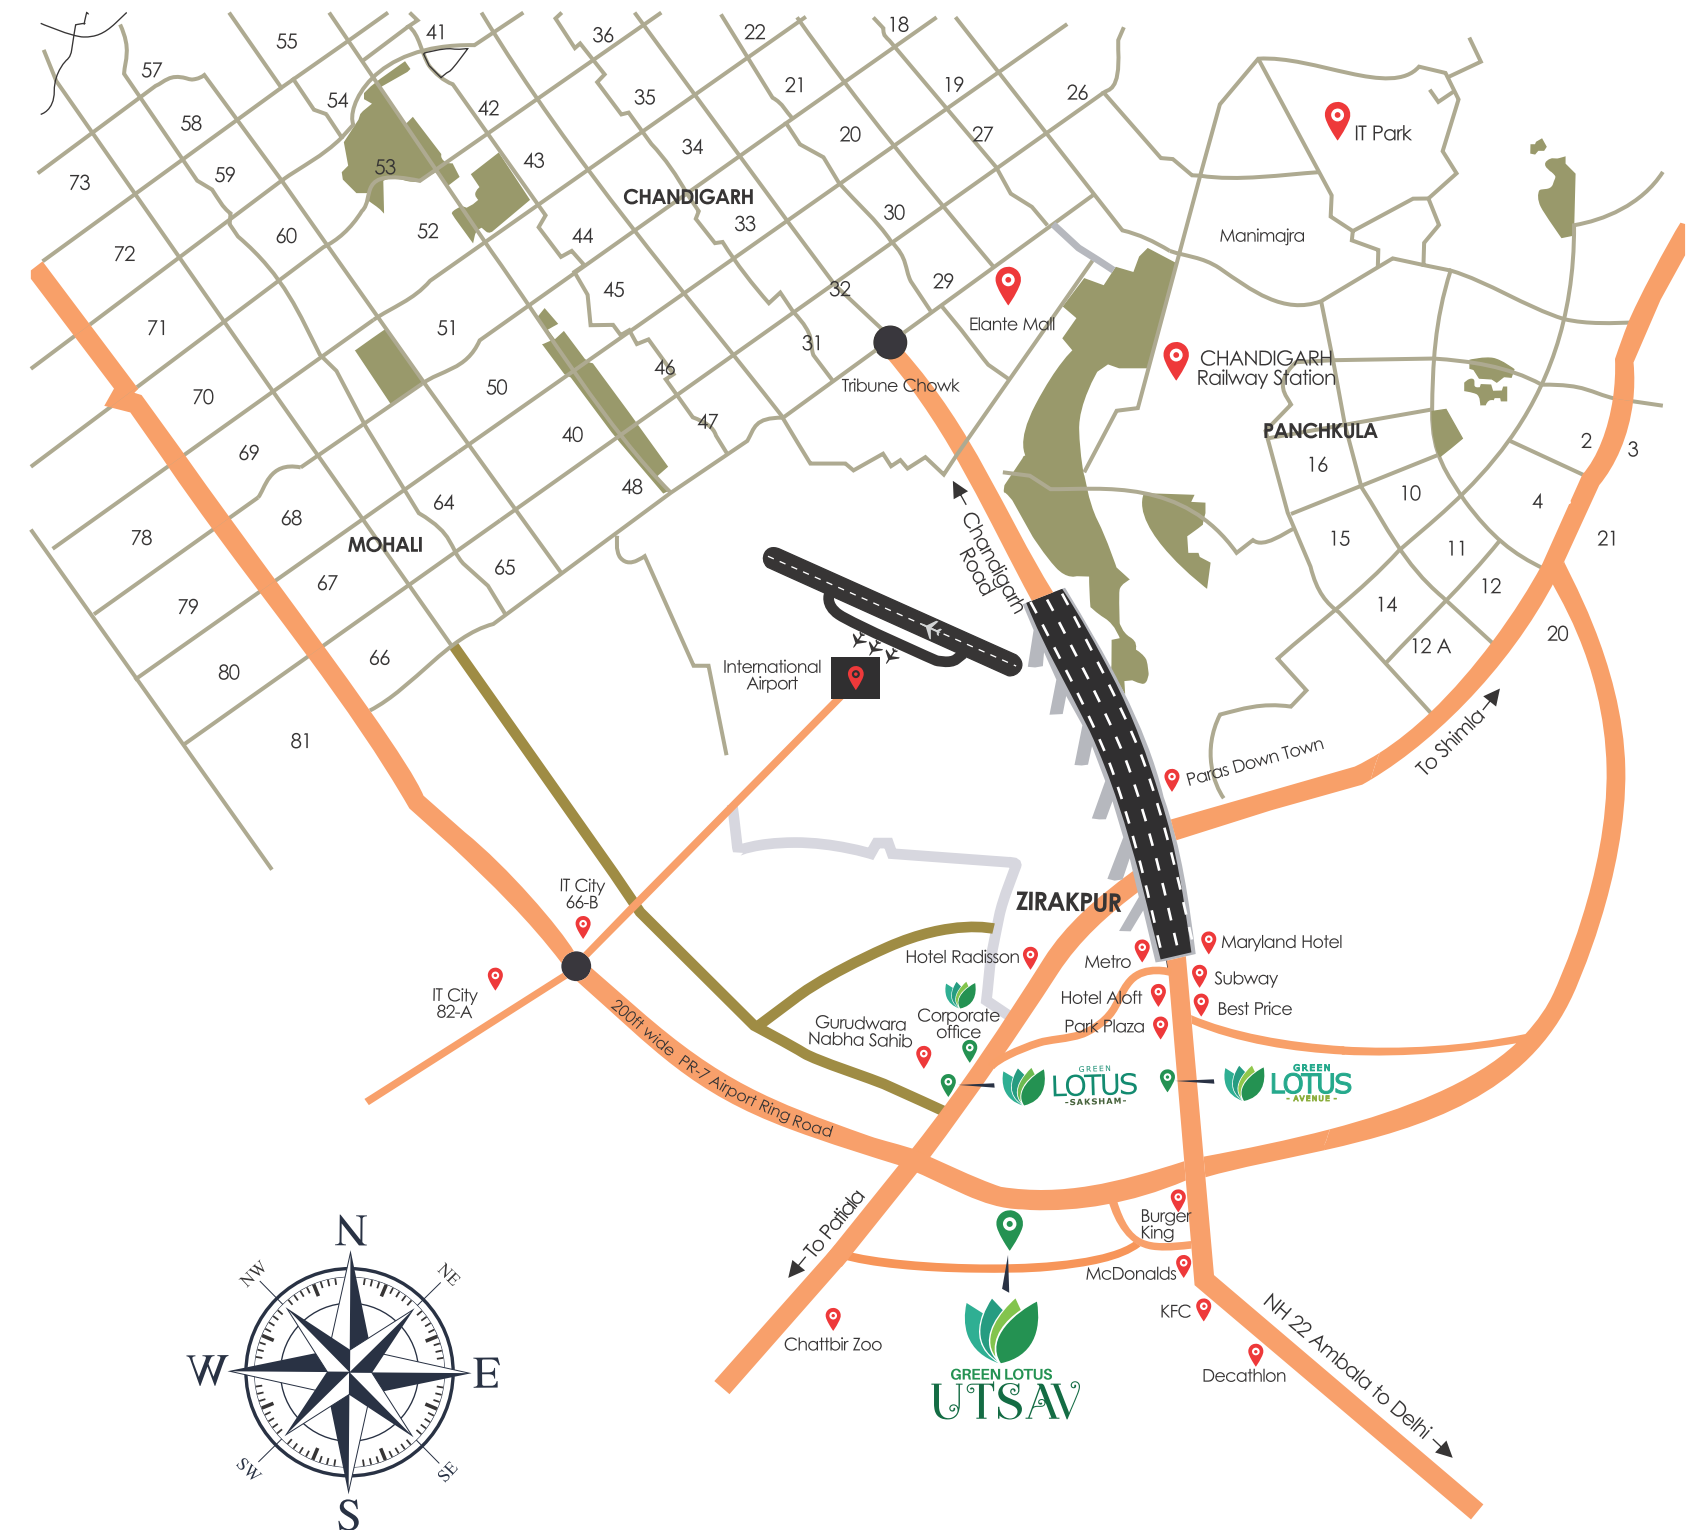 41
18
22
36
55
57
19
21
26
35
54
42
58
IT Park
20
27
34
43
53
59
73
CHANDIGARH
30
33
52
44
60
Manimajra
72
29
32
45
Elante Mall
71
51
31
CHANDIGARH
Railway Station
46
Tribune Chowk
50
70
47
PANCHKULA
40
2
3
69
16
48
10
64
4
68
Chandigarh
Road
78
MOHALI
15
21
11
65
67
12
79
14
20
12 A
66
80
International
Airport
81
To Shimla
Paras Down Town
IT City
66-B
ZIRAKPUR
Maryland Hotel
Hotel Radisson
Metro
Subway
IT City
82-A
Hotel Aloft
Best Price
Corporate
office
Gurudwara
Nabha Sahib
Park Plaza
200ft wide PR-7 Airport Ring Road
GREEN
LOTUS
-SAKSHAM-
GREEN
LOTUS
- AVENUE -
To Patiala
Burger
King
McDonalds
KFC
NH 22 Ambala to Delhi
Chattbir Zoo
Decathlon
GREEN LOTUS
UTSAV
N
NW
NE
W
E
SW
SE
S